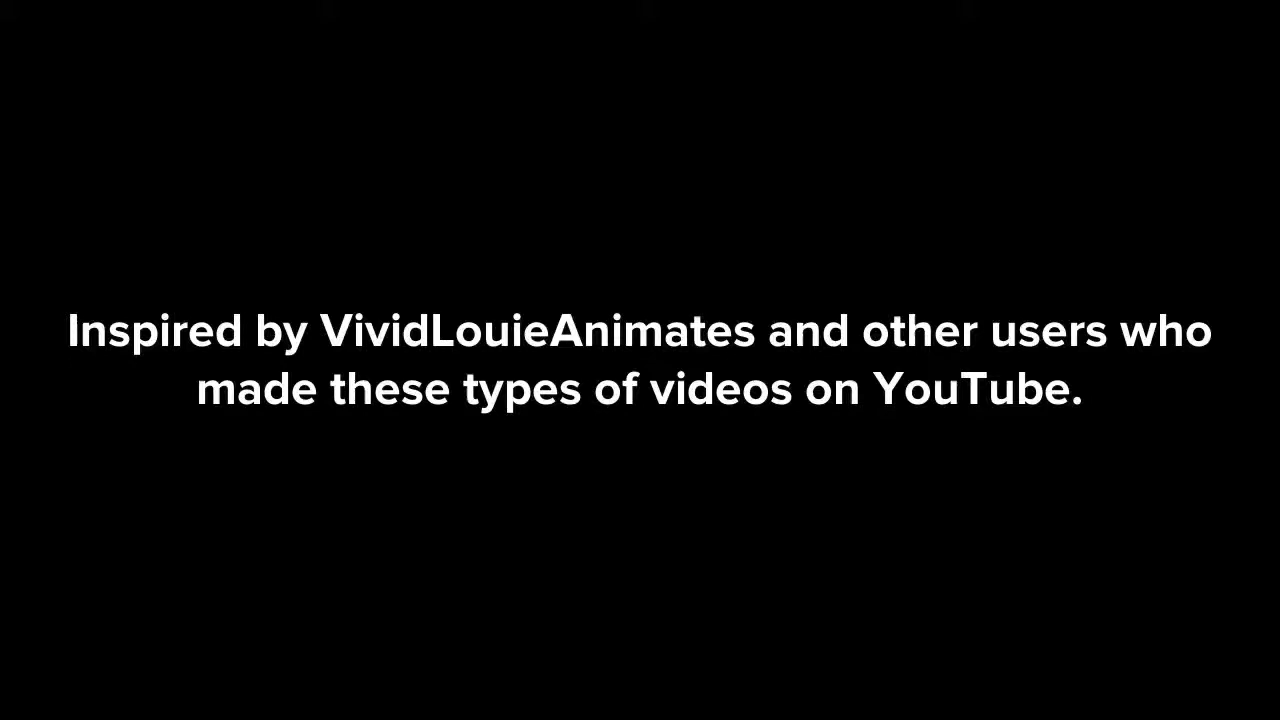 Inspired by VividLouieAnimates and other users who
made these types of videos on YouTube.